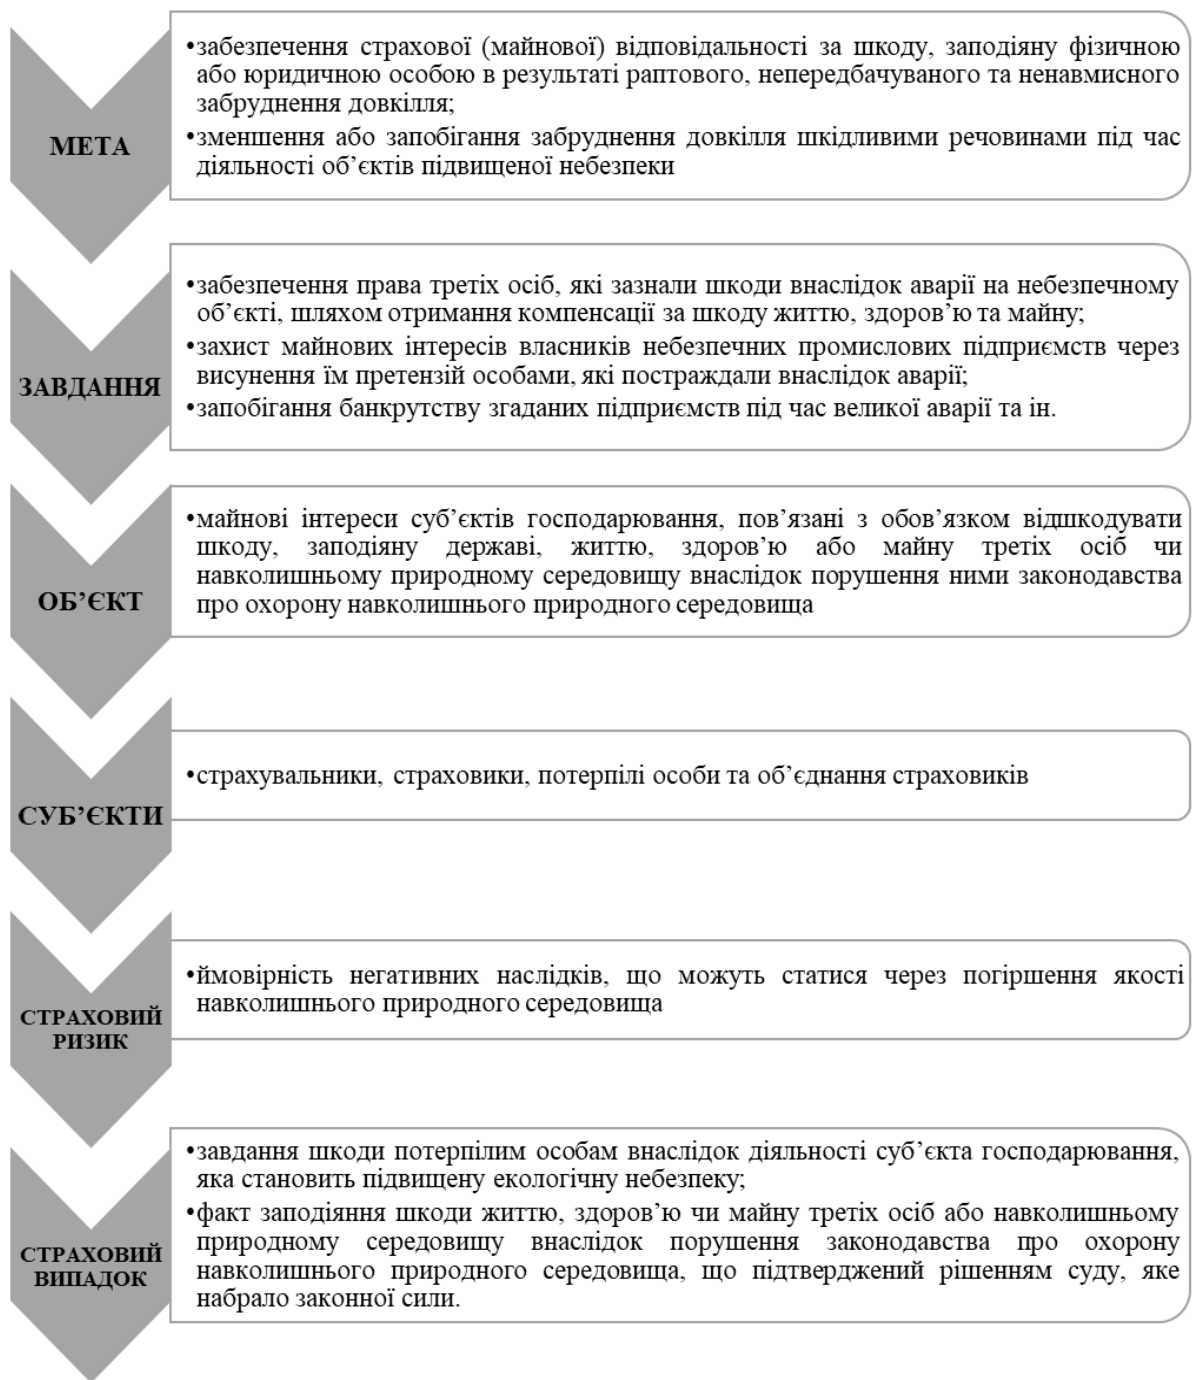 МЕТА
•забезпечення страхової (майнової) відповідальності за шкоду, заподіяну фізичною
або юридичною особою в результаті раптового, непередбачуваного та ненавмисного
забруднення довкілля;
•зменшення або запобігання забруднення довкілля шкідливими речовинами під час
діяльності об’єктів підвищеної небезпеки
ЗАВДАННЯ
•забезпечення права третіх осіб, які зазнали шкоди внаслідок аварії на небезпечному
об’єкті, шляхом отримання компенсації за шкоду життю, здоров’ю та майну;
•захист майнових інтересів власників небезпечних промислових підприємств через
висунення їм претензій особами, які постраждали внаслідок аварії;
•запобігання банкрутству згаданих підприємств під час великої аварії та ін.
ОБ’ЄКТ
•майнові інтереси суб’єктів господарювання, пов’язані з обов’язком відшкодувати
шкоду, заподіяну державі, життю, здоров’ю або майну третіх осіб чи
навколишньому природному середовищу внаслідок порушення ними законодавства
про охорону навколишнього природного середовища
СУБ’ЄКТИ
•страхувальники, страховики, потерпілі особи та об’єднання страховиків
СТРАХОВИЙ
РИЗИК
•ймовірність негативних наслідків, що можуть статися через погіршення якості
навколишнього природного середовища
СТРАХОВИЙ
ВИПАДОК
•завдання шкоди потерпілим особам внаслідок діяльності суб’єкта господарювання,
яка становить підвищену екологічну небезпеку;
•факт заподіяння шкоди життю, здоров’ю чи майну третіх осіб або навколишньому
природному середовищу внаслідок порушення законодавства про охорону
навколишнього природного середовища, що підтверджений рішенням суду, яке
набрало законної сили.